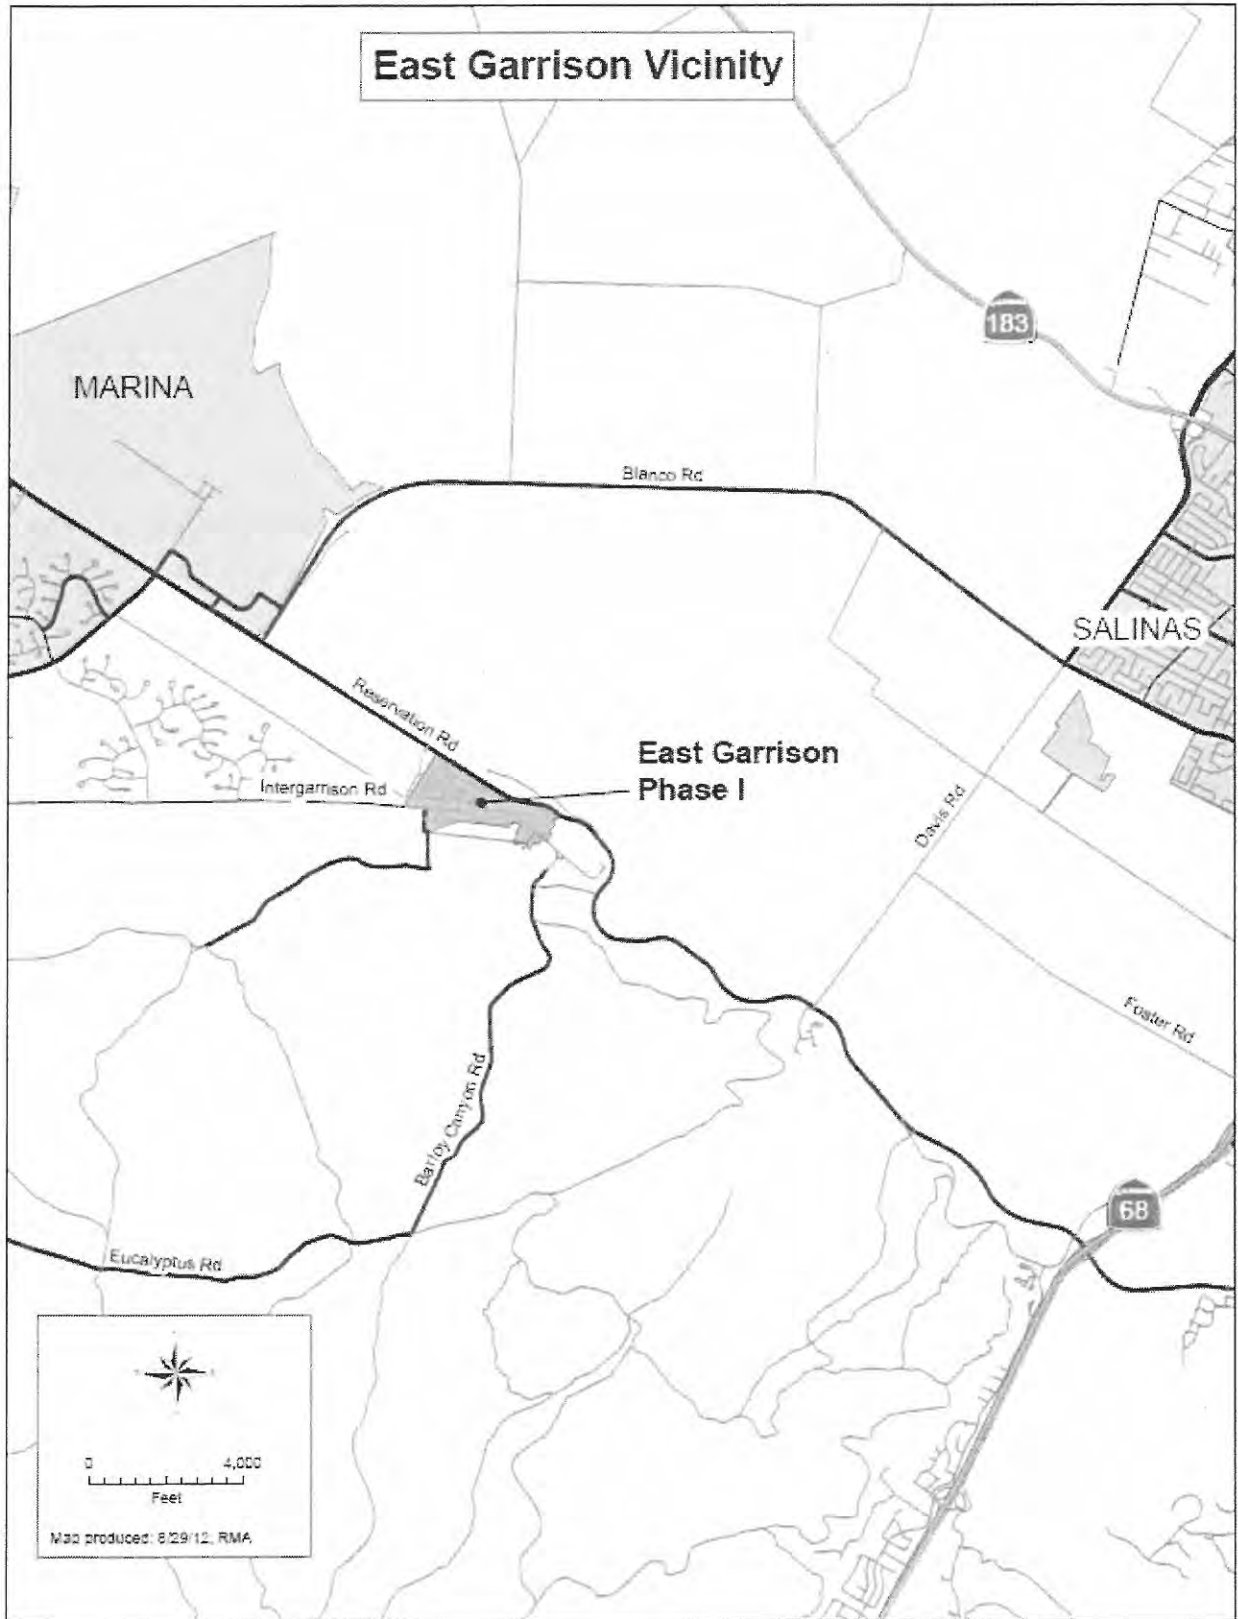 East Garrison Vicinity
183
MARINA
Blanco Rd
SALINAS
Reservation Rd
East Garrison
Phase I
Intergarrison Rd
Davis Rd
Foster Rd
Barloy Canyon Rd
68
Eucalyptus Rd
0 4,000
Feet
Map produced: 8/29/12, RMA